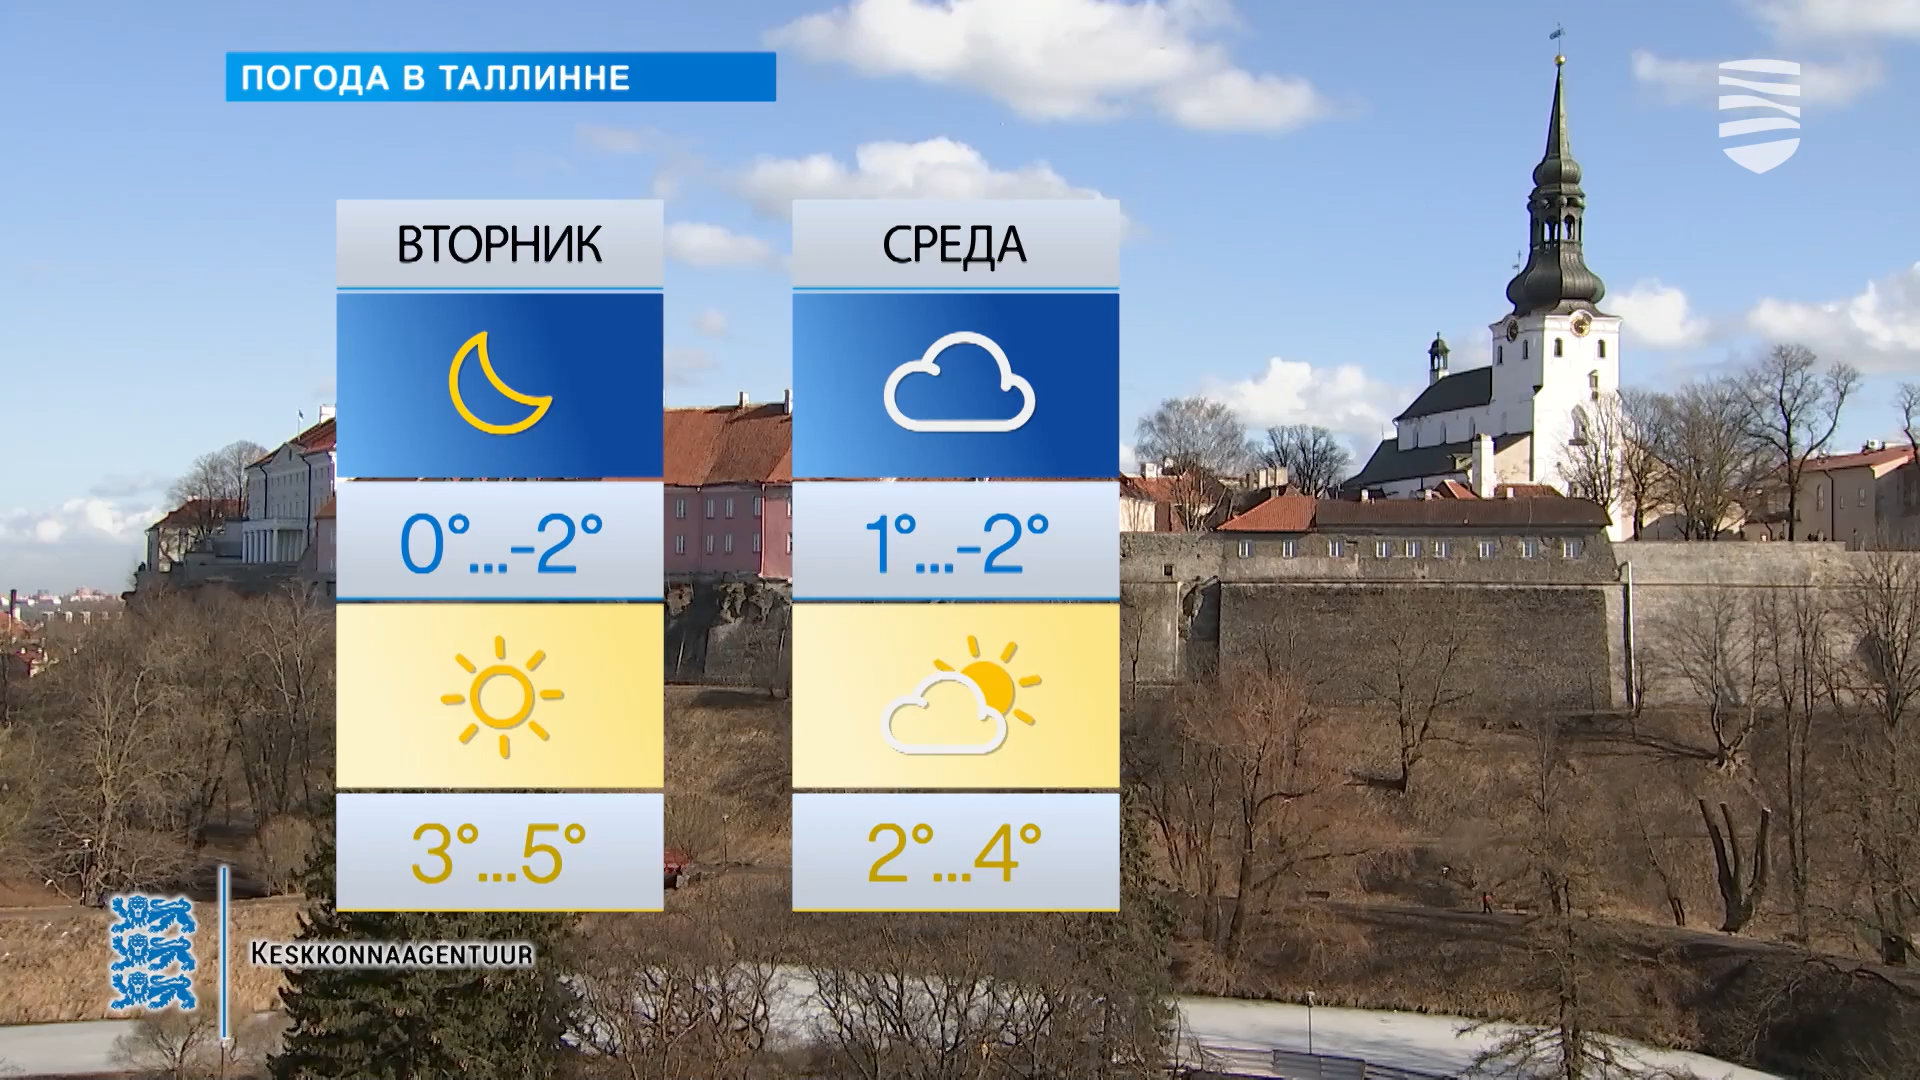 ПОГОДА В ТАЛЛИННЕ
ВТОРНИК
0°...-2°
3°...5°
СРЕДА
1°...-2°
2°...4°
KESKKONNAAGENTUUR